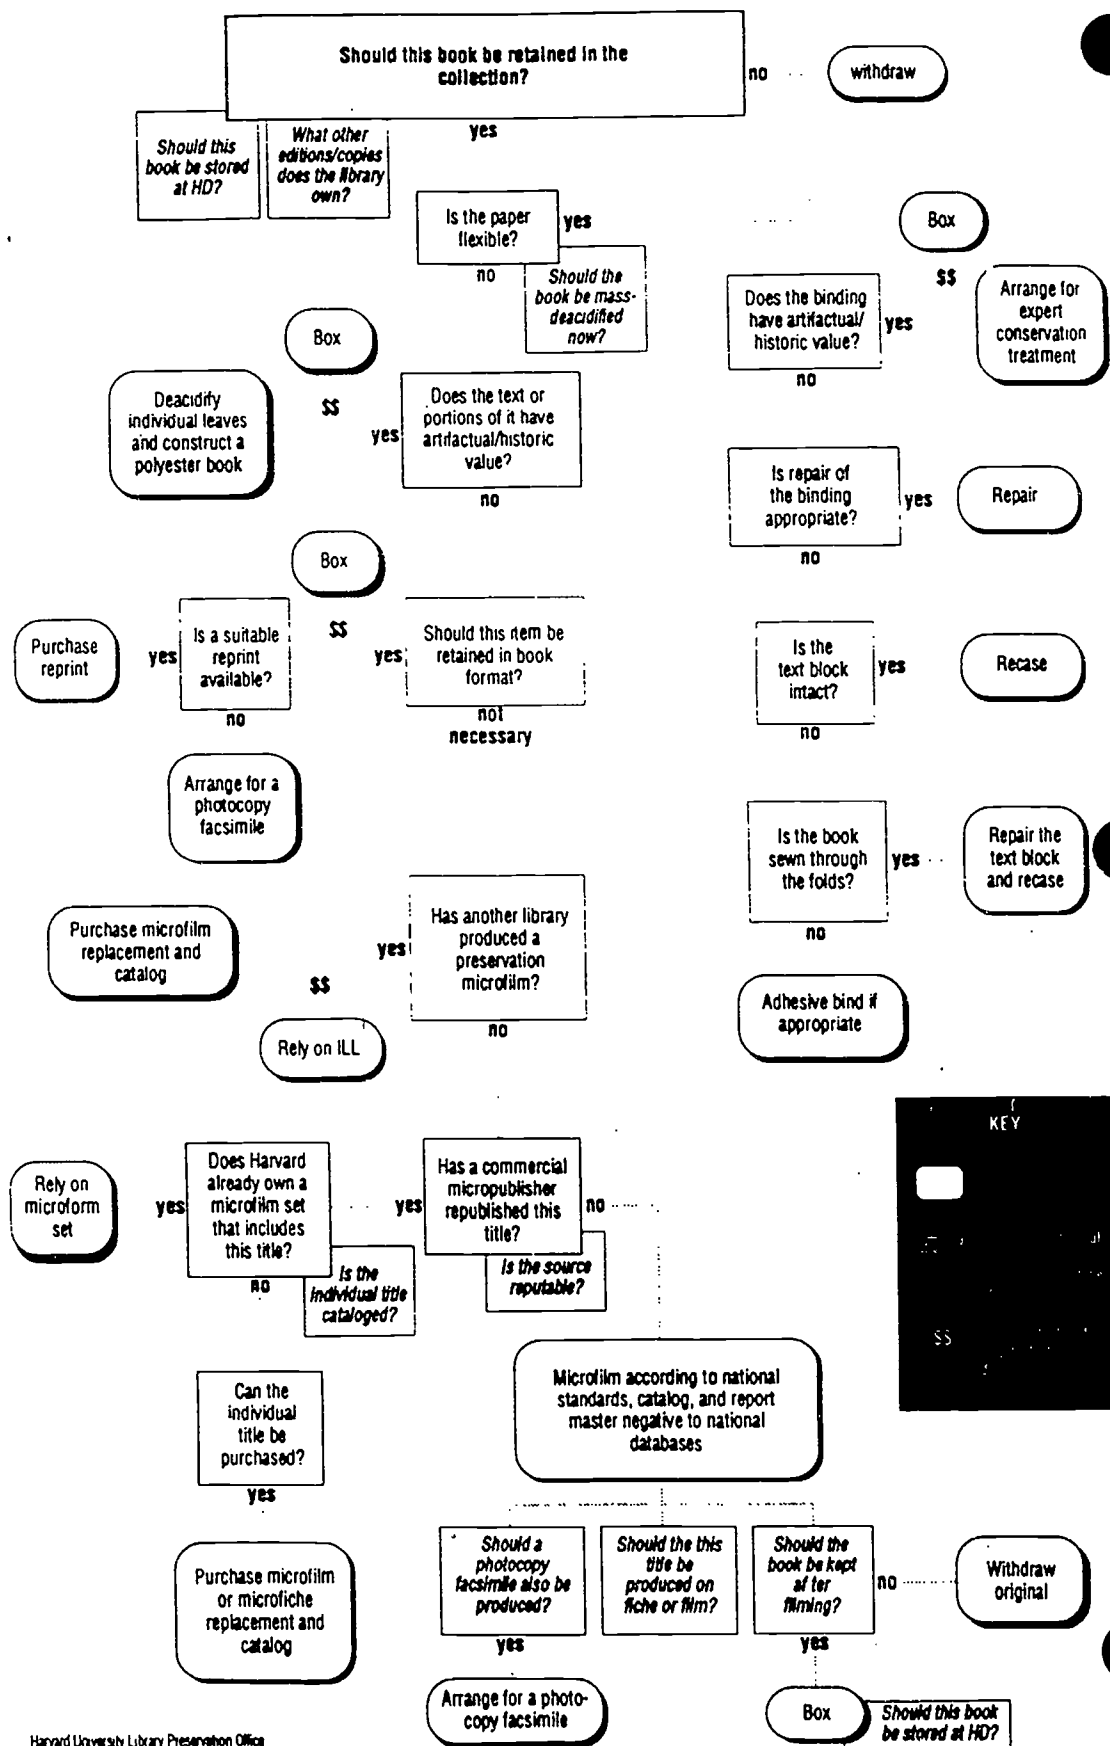 Should this book be retained in the
collection?
no
withdraw
yes
Should this
book be stored
at HD?
What other
editions/copies
does the library
own?
Is the paper
flexible?
yes
no
Should the
book be mass-
deacidified
now?
Box
$$
Does the binding
have artifactual/
historic value?
yes
no
Arrange for
expert
conservation
treatment
Box
$$
Deacidify
individual leaves
and construct a
polyester book
yes
Does the text or
portions of it have
artifactual/historic
value?
no
Is repair of
the binding
appropriate?
yes
no
Repair
Box
$$
Purchase
reprint
yes
Is a suitable
reprint
available?
no
yes
Should this item be
retained in book
format?
not
necessary
Is the
text block
intact?
yes
no
Recase
Arrange for a
photocopy
facsimile
Is the book
sewn through
the folds?
yes
no
Repair the
text block
and recase
Purchase microfilm
replacement and
catalog
$$
yes
Has another library
produced a
preservation
microfilm?
no
Rely on ILL
Adhesive bind if
appropriate
KEY
$$
Rely on
microform
set
yes
Does Harvard
already own a
microfilm set
that includes
this title?
no
Is the
individual title
cataloged?
yes
Has a commercial
micropublisher
republished this
title?
no
Is the source
reputable?
Can the
individual
title be
purchased?
yes
Microfilm according to national
standards, catalog, and report
master negative to national
databases
Purchase microfilm
or microfiche
replacement and
catalog
Should a
photocopy
facsimile also be
produced?
yes
Should the this
title be
produced on
fiche or film?
Should the
book be kept
af ter
filming?
no
yes
Withdraw
original
Arrange for a photo-
copy facsimile
Box
Should this book
be stored at HD?
Harvard University Library Preservation Office